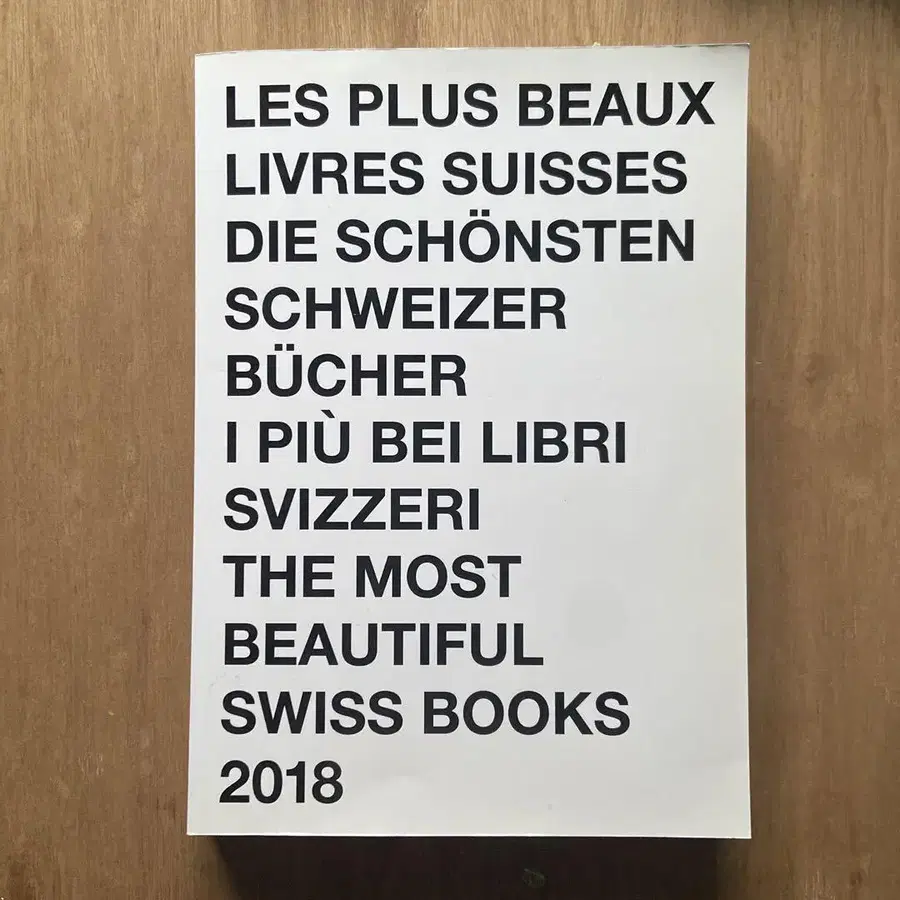 LES PLUS BEAUX
LIVRES SUISSES
DIE SCHÖNSTEN
SCHWEIZER
BÜCHER
I PIÙ BEI LIBRI
SVIZZERI
THE MOST
BEAUTIFUL
SWISS BOOKS
2018